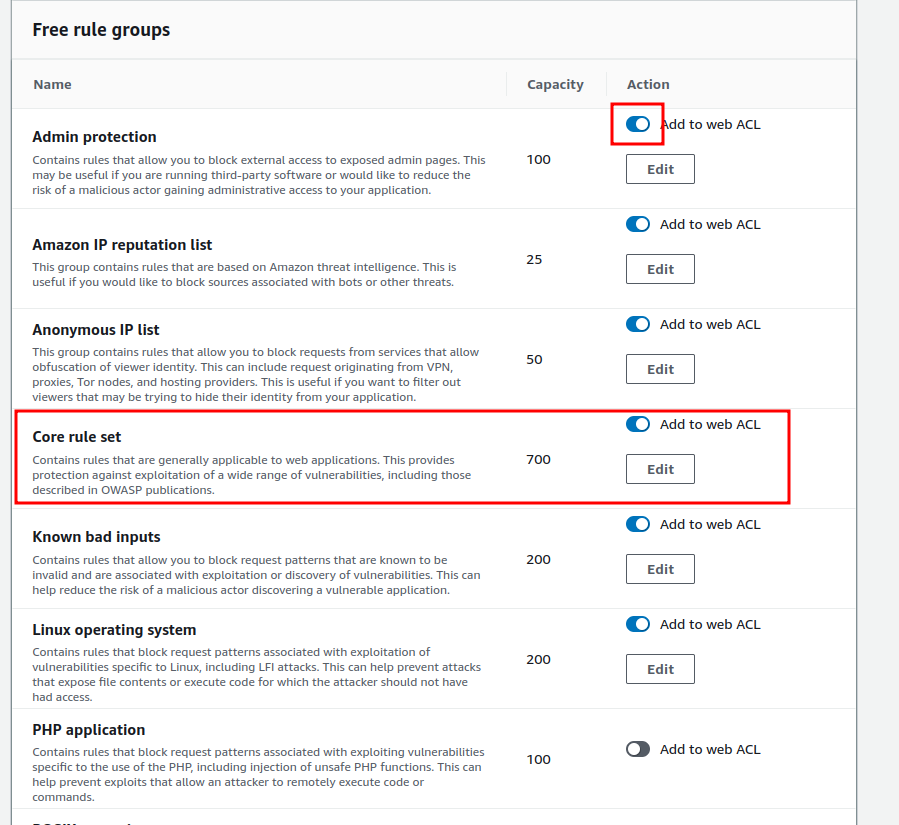 Free rule groups
Name Capacity Action
Admin protection
Contains rules that allow you to block external access to exposed admin pages. This
may be useful if you are running third-party software or would like to reduce the
risk of a malicious actor gaining administrative access to your application.
100
Add to web ACL
Edit
Amazon IP reputation list
This group contains rules that are based on Amazon threat intelligence. This is
useful if you would like to block sources associated with bots or other threats.
25
Add to web ACL
Edit
Anonymous IP list
This group contains rules that allow you to block requests from services that allow
obfuscation of viewer identity. This can include request originating from VPN,
proxies, Tor nodes, and hosting providers. This is useful if you want to filter out
viewers that may be trying to hide their identity from your application.
50
Add to web ACL
Edit
Core rule set
Contains rules that are generally applicable to web applications. This provides
protection against exploitation of a wide range of vulnerabilities, including those
described in OWASP publications.
700
Add to web ACL
Edit
Known bad inputs
Contains rules that allow you to block request patterns that are known to be
invalid and are associated with exploitation or discovery of vulnerabilities. This can
help reduce the risk of a malicious actor discovering a vulnerable application.
200
Add to web ACL
Edit
Linux operating system
Contains rules that block request patterns associated with exploitation of
vulnerabilities specific to Linux, including LFI attacks. This can help prevent attacks
that expose file contents or execute code for which the attacker should not have
had access.
200
Add to web ACL
Edit
PHP application
Contains rules that block request patterns associated with exploiting vulnerabilities
specific to the use of the PHP, including injection of unsafe PHP functions. This can
help prevent exploits that allow an attacker to remotely execute code or
commands.
100
Add to web ACL